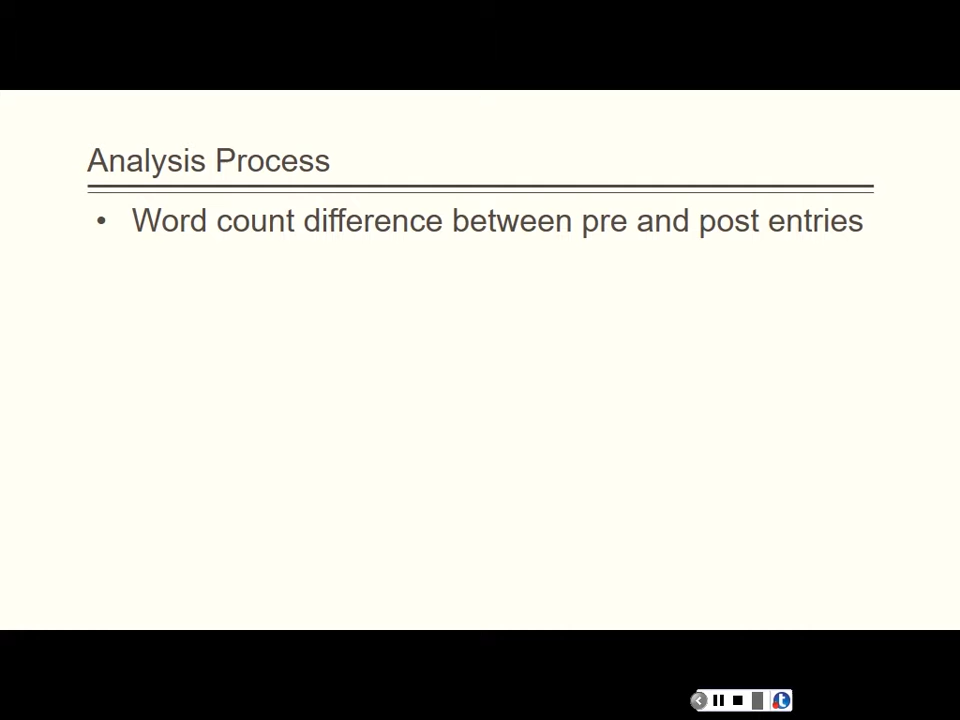 Analysis Process
• Word count difference between pre and post entries
t